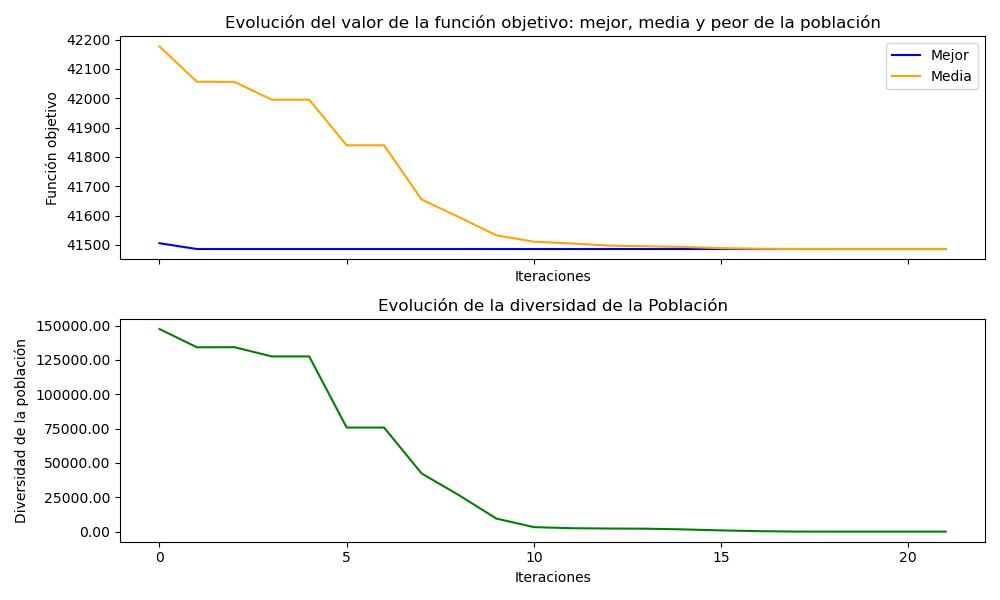 Evolución del valor de la función objetivo: mejor, media y peor de la población
42200
42100
42000
41900
41800
41700
41600
41500
Función objetivo
Mejor
Media
Iteraciones
Evolución de la diversidad de la Población
150000.00
125000.00
100000.00
75000.00
50000.00
25000.00
0.00
Diversidad de la población
0 5 10 15 20
Iteraciones